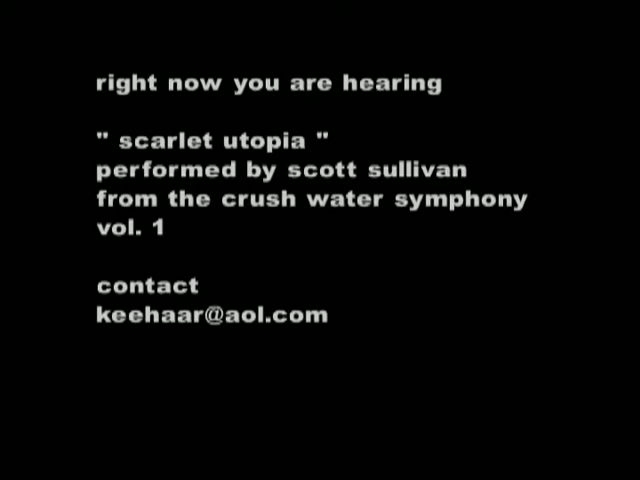 right now you are hearing
" scarlet utopia "
performed by scott sullivan
from the crush water symphony
vol. 1
contact
keehaar@aol.com